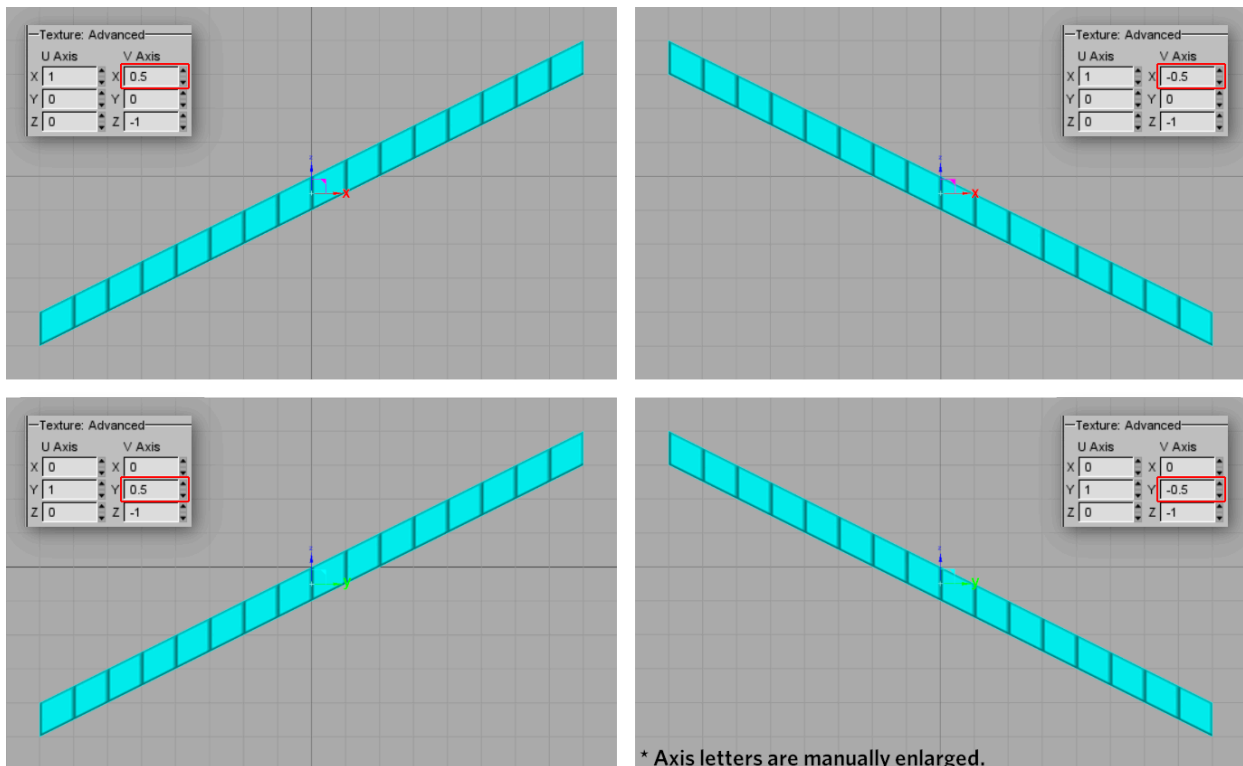 Texture: Advanced
U Axis V Axis
X 1 X 0.5
Y 0 Y 0
Z 0 Z -1
z
X
Texture: Advanced
U Axis V Axis
X 1 X -0.5
Y 0 Y 0
Z 0 Z -1
z
X
Texture: Advanced
U Axis V Axis
X 0 X 0
Y 1 Y 0.5
Z 0 Z -1
z
y
Texture: Advanced
U Axis V Axis
X 0 X 0
Y 1 Y -0.5
Z 0 Z -1
z
y
* Axis letters are manually enlarged.